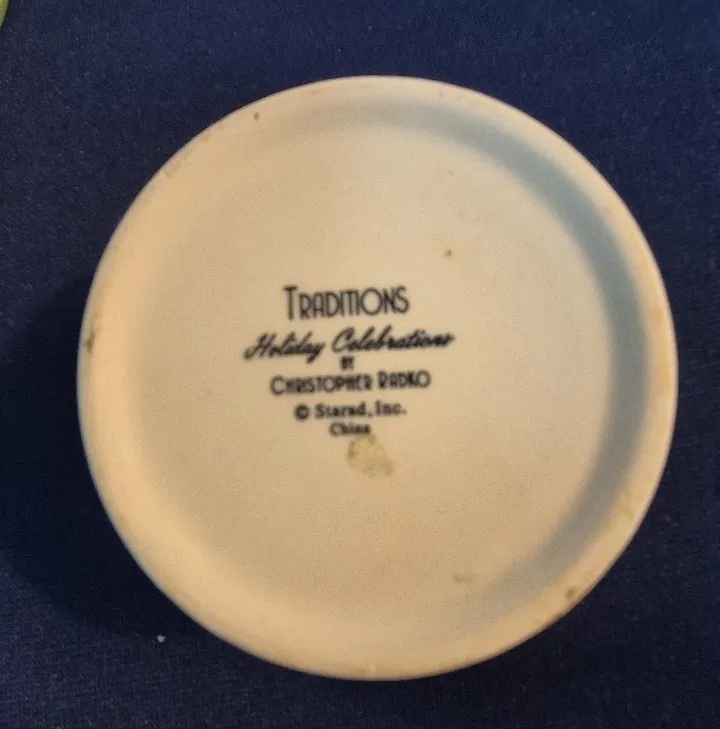 TRADITIONS
Holiday Celebrations
BY
CHRISTOPHER RADKO
© Starad, Inc.
China